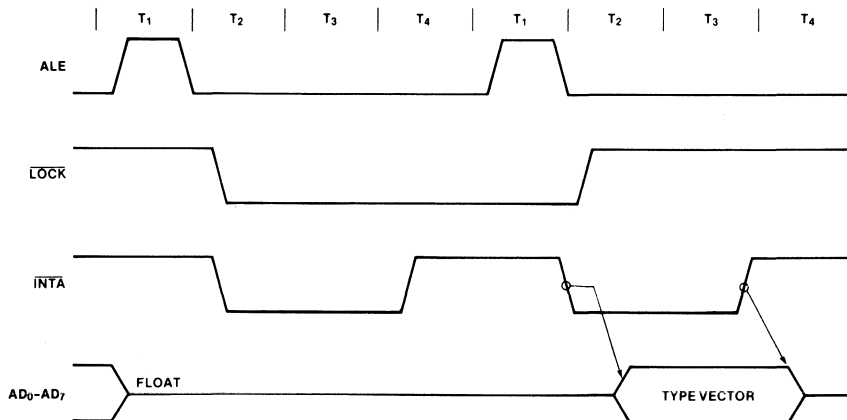 T₁ T₂ T₃ T₄ T₁ T₂ T₃ T₄
ALE
LOCK
INTA
FLOAT
AD₀–AD₇
TYPE VECTOR